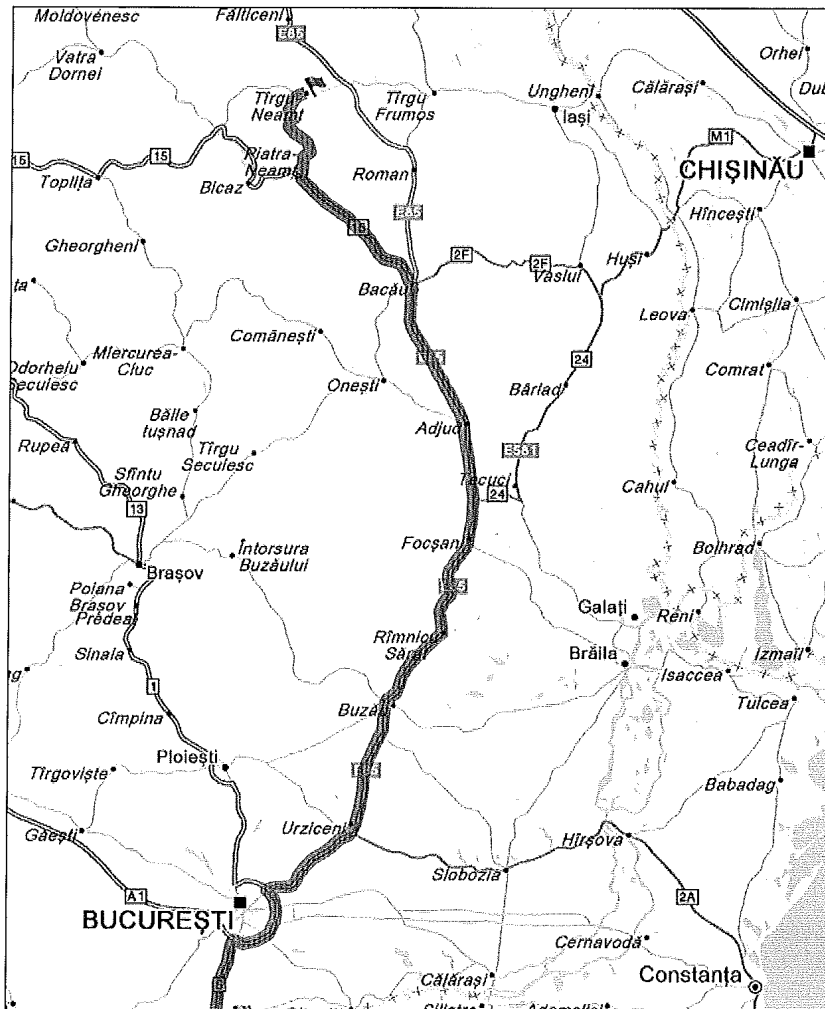 Moldovenesc
Fălticeni
E85
Orhei
Vatra
Dornei
Tîrgu
Neamț
Tîrgu
Frumos
Ungheni
Călărași
Iași
M1
15
15
Piatra-
Neamț
Toplița
Bicaz
Roman
CHIȘINĂU
E85
Hîncești
15
Gheorgheni
2F
2F
Huși
Bacău
Vaslui
Leova
Cimișlia
Comănești
Miercurea-
Ciuc
24
Odorheiu
Seculesc
Onești
Bârlad
Comrat
Băile
tușnad
Adjud
Rupea
Tîrgu
Seculesc
E581
Ceadîr-
Lunga
Sfîntu
Gheorghe
Tecuci
24
Cahul
13
Focșani
Bolhrad
Întorsura
Buzăului
Brașov
Poiana
Brașov
Predeal
Galați
Reni
Rîmnicu
Sărat
Sinaia
Brăila
Izmail
Isaccea
1
Tulcea
Cîmpina
Buzău
Ploiești
Tîrgoviște
Babadag
Urziceni
Găești
Hîrșova
Slobozia
A1
2A
BUCUREȘTI
Cernavodă
Călărași
Constanța